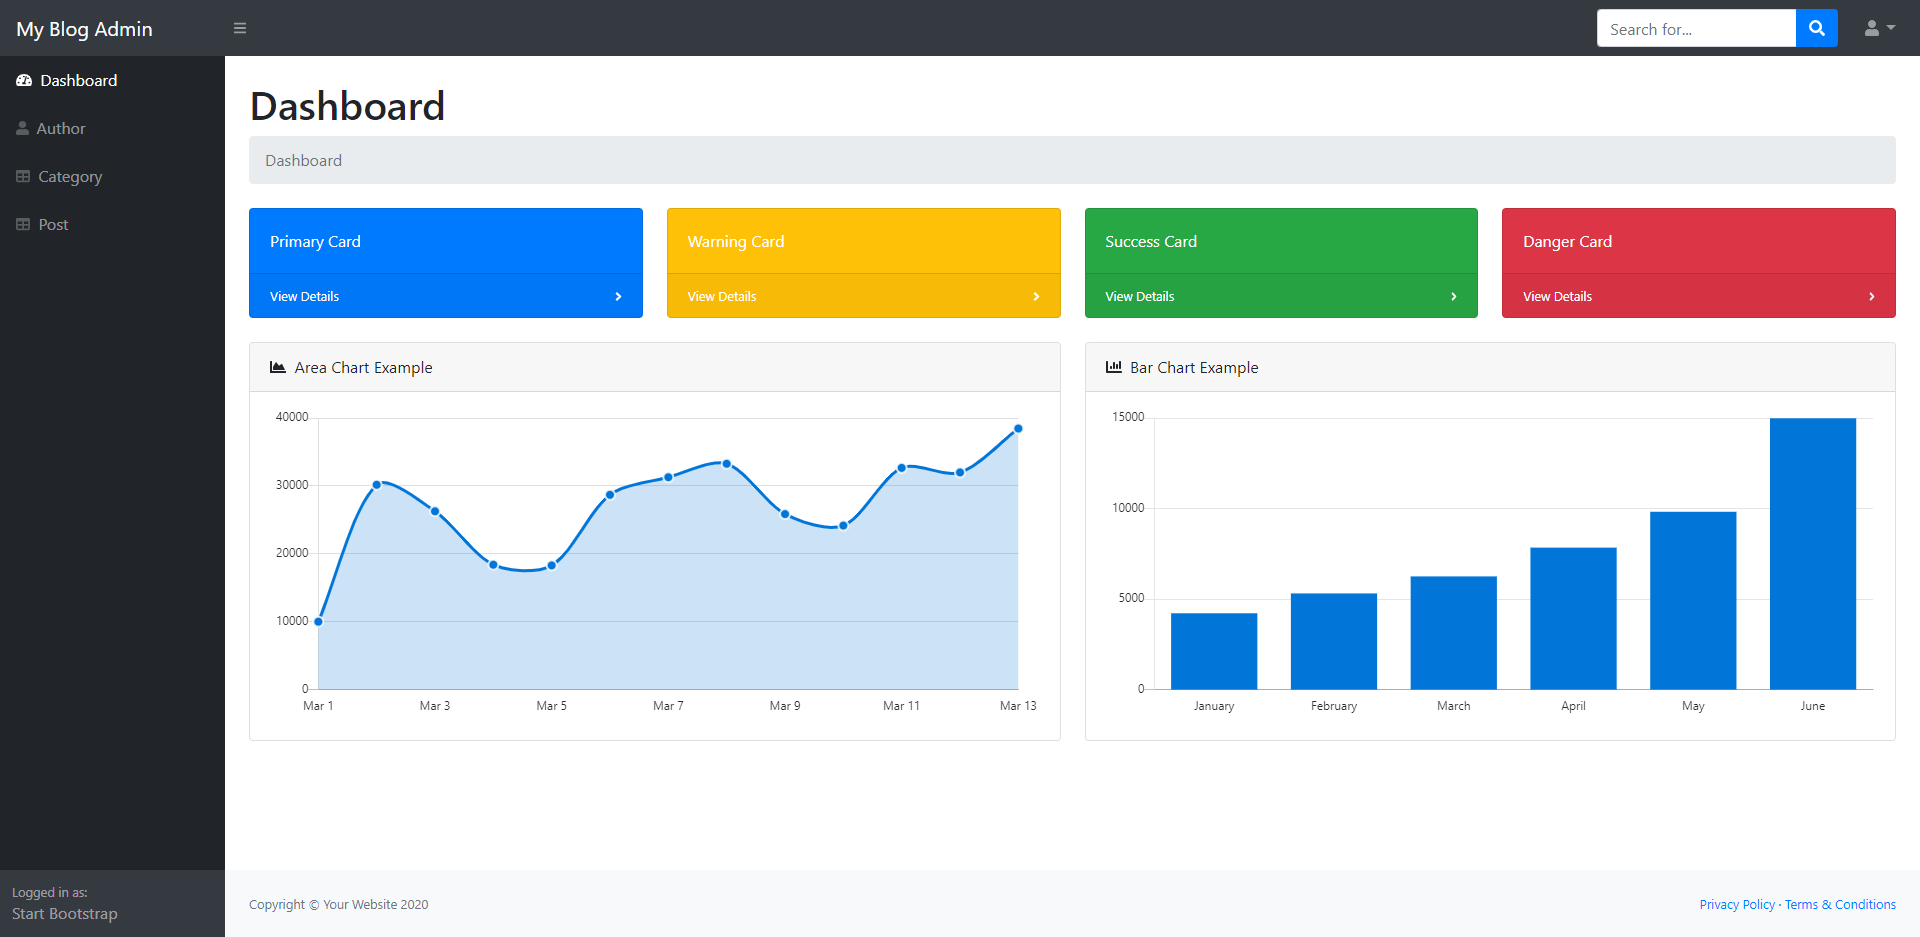 My Blog Admin
Search for...
Dashboard
Author
Category
Post
Logged in as:
Start Bootstrap
Dashboard
Dashboard
Primary Card
View Details
Warning Card
View Details
Success Card
View Details
Danger Card
View Details
Area Chart Example
40000
30000
20000
10000
0
Mar 1
Mar 3
Mar 5
Mar 7
Mar 9
Mar 11
Mar 13
Bar Chart Example
15000
10000
5000
0
January
February
March
April
May
June
Copyright © Your Website 2020
Privacy Policy · Terms & Conditions